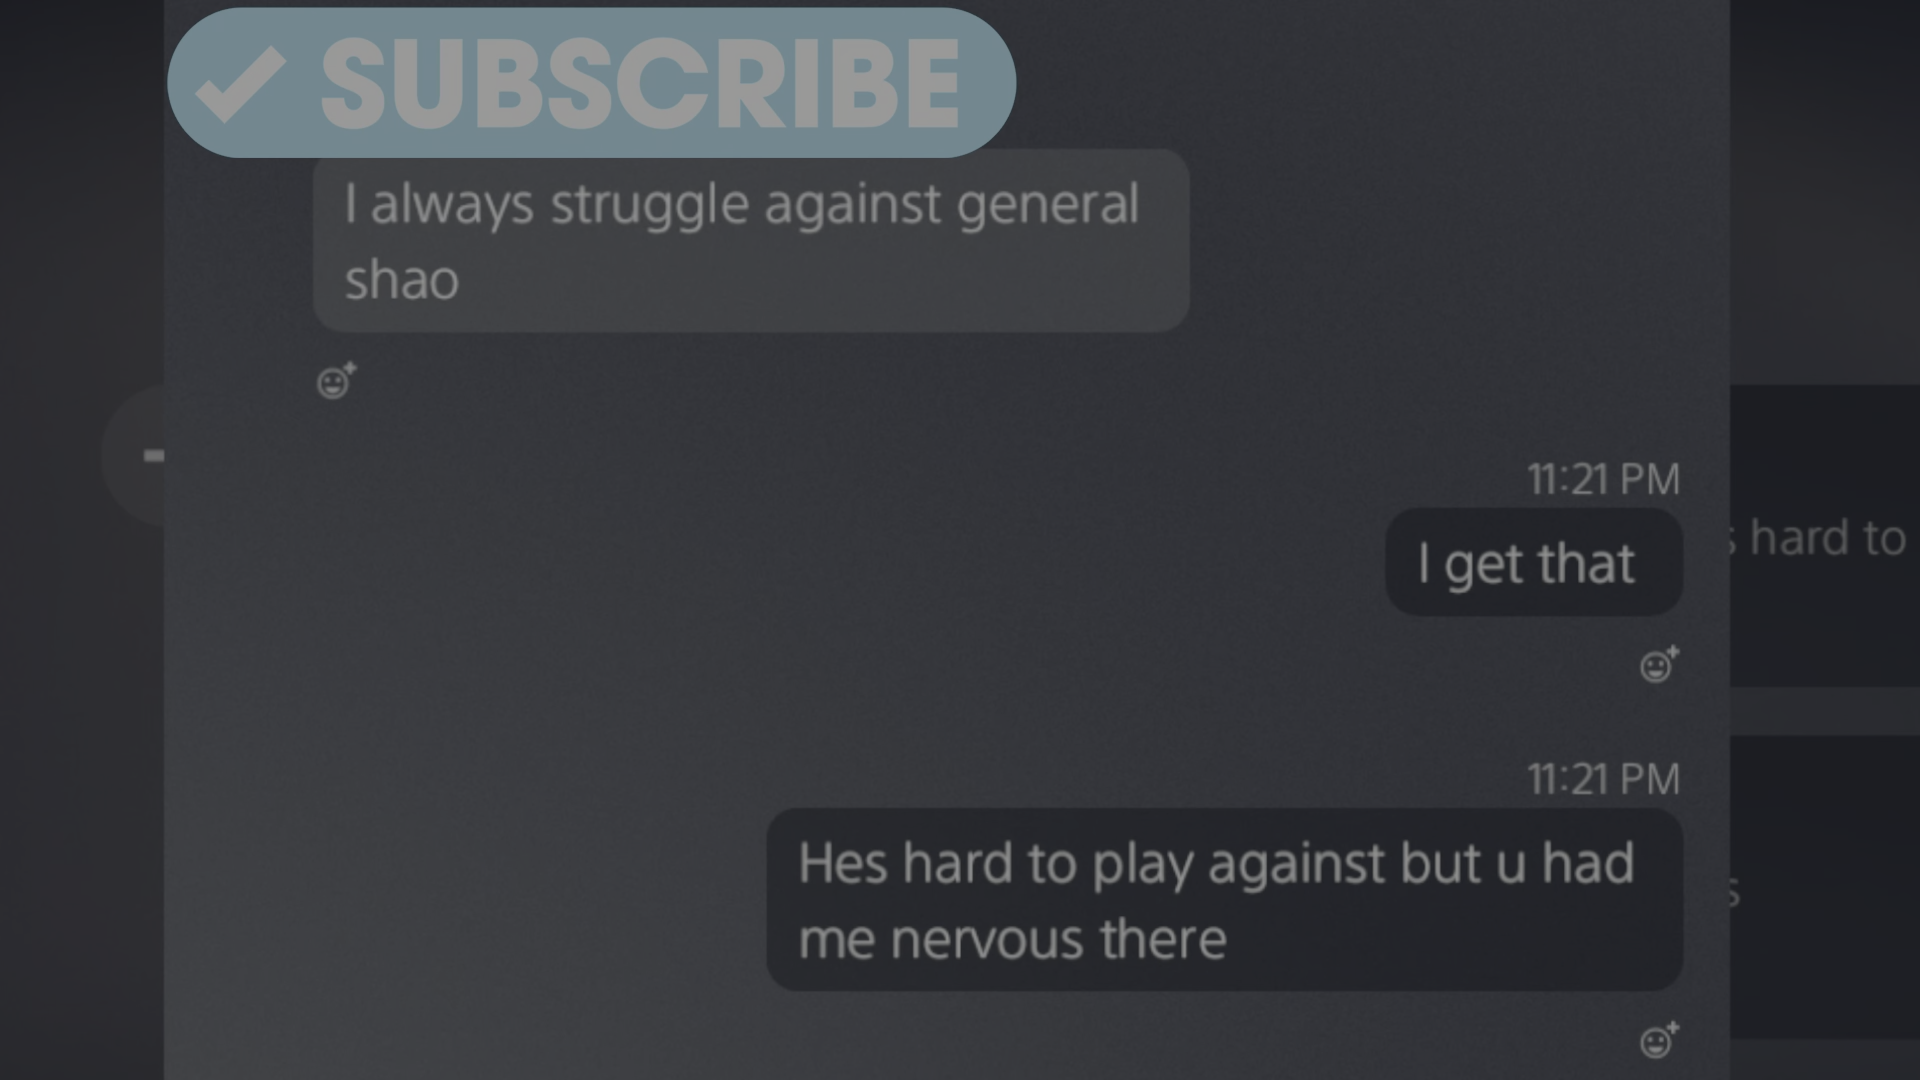 SUBSCRIBE
I always struggle against general
shao
11:21 PM
I get that
hard to
11:21 PM
Hes hard to play against but u had
me nervous there